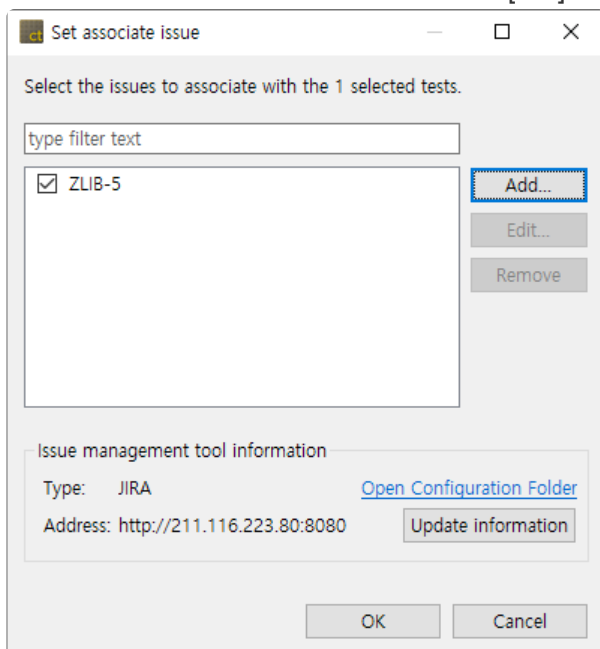 ct Set associate issue
Select the issues to associate with the 1 selected tests.
type filter text
ZLIB-5
Add...
Edit...
Remove
Issue management tool information
Type: JIRA
Open Configuration Folder
Address: http://211.116.223.80:8080
Update information
OK
Cancel